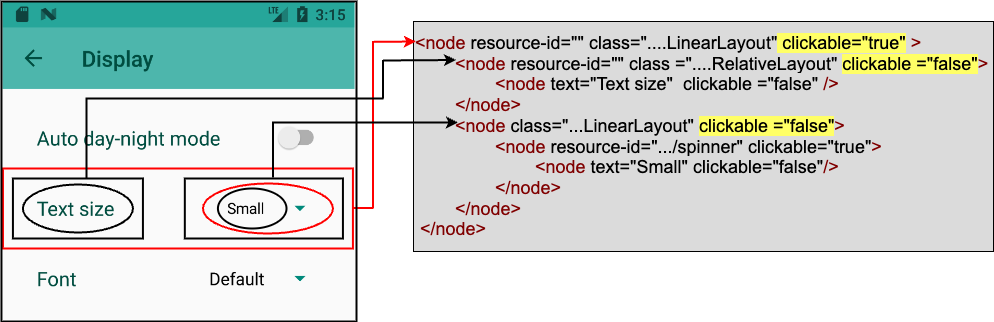 LTE 3:15
Display
Auto day-night mode
Text size Small
Font Default
<node resource-id="" class="....LinearLayout" clickable="true" >
<node resource-id="" class ="....RelativeLayout" clickable ="false">
<node text="Text size"  clickable ="false" />
</node>
<node class="...LinearLayout" clickable ="false">
<node resource-id=".../spinner" clickable="true">
<node text="Small" clickable="false"/>
</node>
</node>
</node>